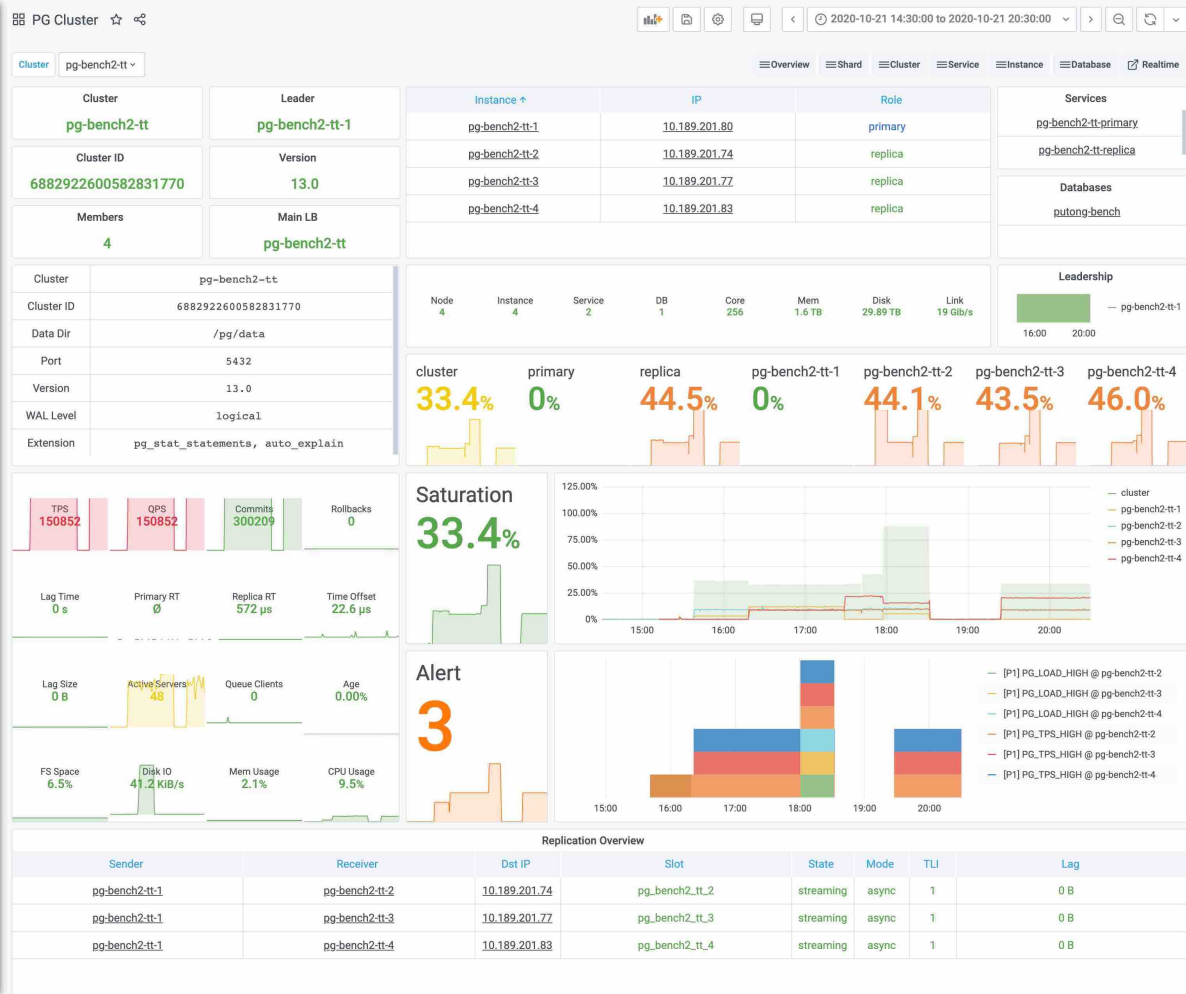 PG Cluster
2020-10-21 14:30:00 to 2020-10-21 20:30:00
Cluster pg-bench2-tt
Overview Shard Cluster Service Instance Database Realtime
Cluster
pg-bench2-tt
Leader
pg-bench2-tt-1
Cluster ID
6882922600582831770
Version
13.0
Members
4
Main LB
pg-bench2-tt
Instance IP Role
pg-bench2-tt-1 10.189.201.80 primary
pg-bench2-tt-2 10.189.201.74 replica
pg-bench2-tt-3 10.189.201.77 replica
pg-bench2-tt-4 10.189.201.83 replica
Services
pg-bench2-tt-primary
pg-bench2-tt-replica
Databases
putong-bench
Cluster pg-bench2-tt
Cluster ID 6882922600582831770
Data Dir /pg/data
Port 5432
Version 13.0
WAL Level logical
Extension pg_stat_statements, auto_explain
Node Instance Service DB Core Mem Disk Link
4 4 2 1 256 1.6 TB 29.89 TB 19 Gib/s
Leadership
pg-bench2-tt-1
16:00 20:00
cluster primary replica pg-bench2-tt-1 pg-bench2-tt-2 pg-bench2-tt-3 pg-bench2-tt-4
33.4% 0% 44.5% 0% 44.1% 43.5% 46.0%
TPS QPS Commits Rollbacks
150852 150852 300209 0
Lag Time Primary RT Replica RT Time Offset
0 s Ø 572 µs 22.6 µs
Lag Size Active Servers Queue Clients Age
0 B 48 0 0.00%
FS Space Disk IO Mem Usage CPU Usage
6.5% 41.2 KiB/s 2.1% 9.5%
Saturation
33.4%
125.00%
100.00%
75.00%
50.00%
25.00%
0%
15:00 16:00 17:00 18:00 19:00 20:00
cluster
pg-bench2-tt-1
pg-bench2-tt-2
pg-bench2-tt-3
pg-bench2-tt-4
Alert
3
15:00 16:00 17:00 18:00 19:00 20:00
[P1] PG_LOAD_HIGH @ pg-bench2-tt-2
[P1] PG_LOAD_HIGH @ pg-bench2-tt-3
[P1] PG_LOAD_HIGH @ pg-bench2-tt-4
[P1] PG_TPS_HIGH @ pg-bench2-tt-2
[P1] PG_TPS_HIGH @ pg-bench2-tt-3
[P1] PG_TPS_HIGH @ pg-bench2-tt-4
Replication Overview
Sender Receiver Dst IP Slot State Mode TLI Lag
pg-bench2-tt-1 pg-bench2-tt-2 10.189.201.74 pg_bench2_tt_2 streaming async 1 0 B
pg-bench2-tt-1 pg-bench2-tt-3 10.189.201.77 pg_bench2_tt_3 streaming async 1 0 B
pg-bench2-tt-1 pg-bench2-tt-4 10.189.201.83 pg_bench2_tt_4 streaming async 1 0 B